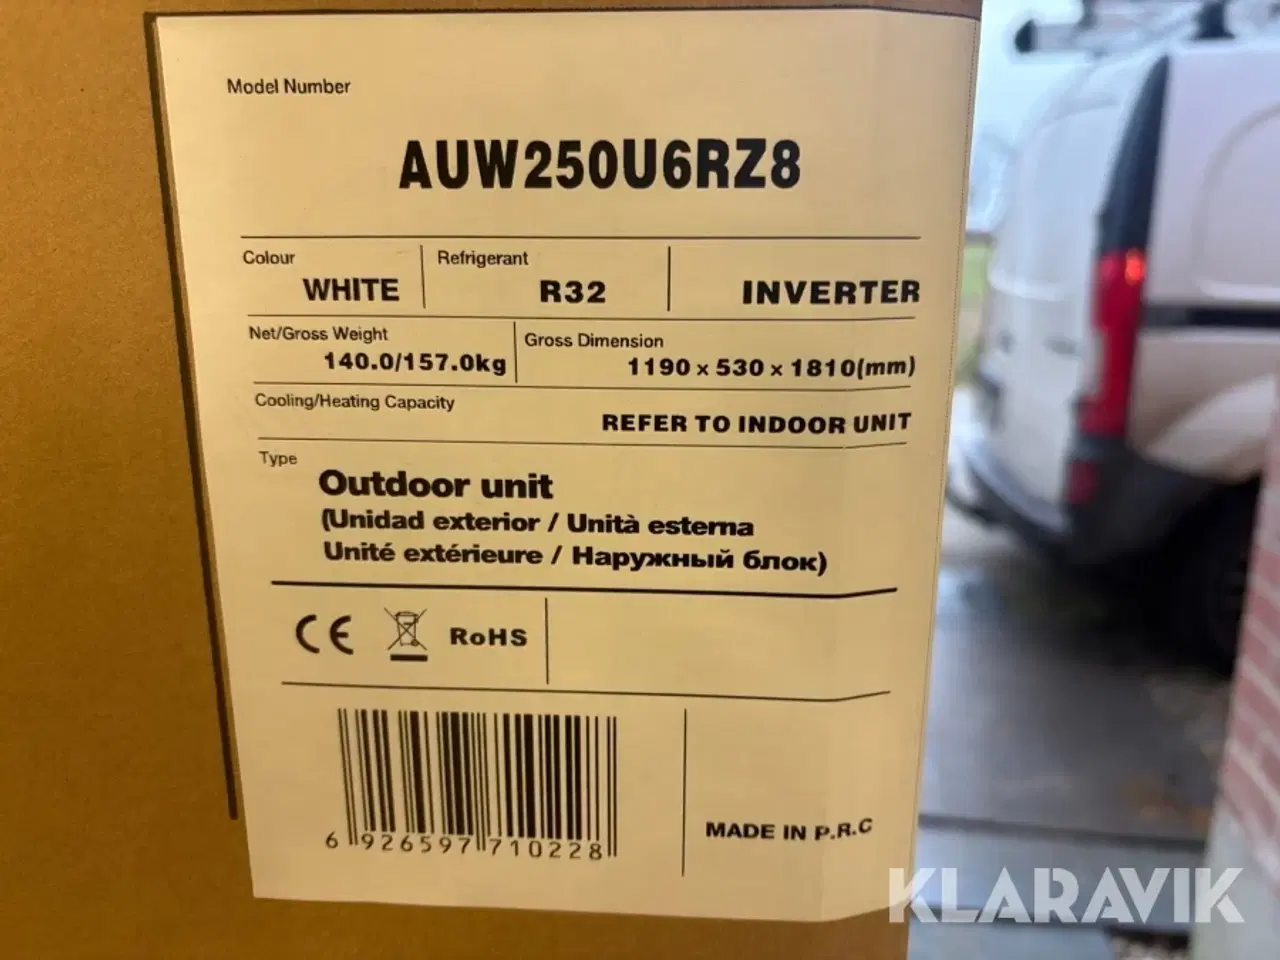 Model Number
AUW250U6RZ8
Colour
WHITE
Refrigerant
R32
INVERTER
Net/Gross Weight
140.0/157.0kg
Gross Dimension
1190 × 530 × 1810(mm)
Cooling/Heating Capacity
REFER TO INDOOR UNIT
Type
Outdoor unit
(Unidad exterior / Unità esterna
Unité extérieure / Наружный блок)
CE
RoHS
6 926597 710228
MADE IN P.R.C
KLARAVIK